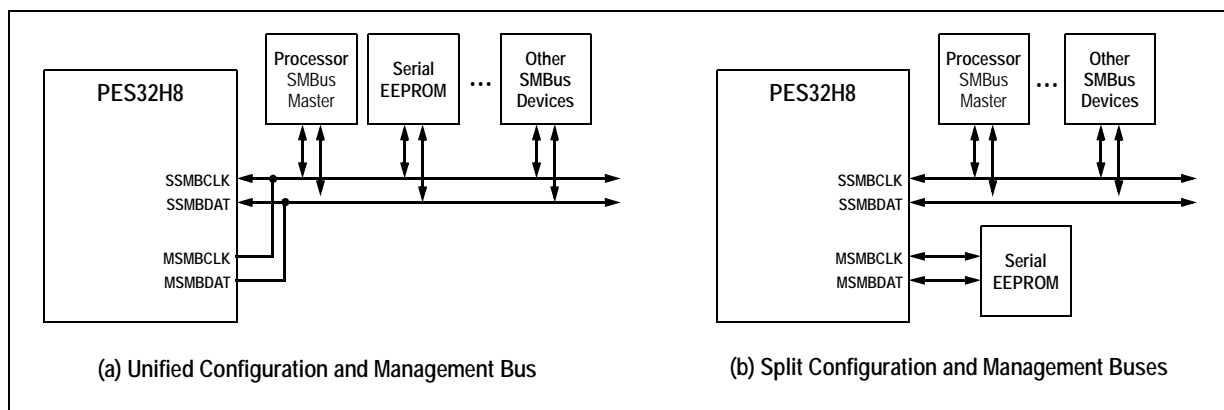 PES32H8
Processor
SMBus
Master
Serial
EEPROM
...
Other
SMBus
Devices
SSMBCLK
SSMBDAT
MSMBCLK
MSMBDAT
(a) Unified Configuration and Management Bus
PES32H8
Processor
SMBus
Master
...
Other
SMBus
Devices
SSMBCLK
SSMBDAT
MSMBCLK
MSMBDAT
Serial
EEPROM
(b) Split Configuration and Management Buses